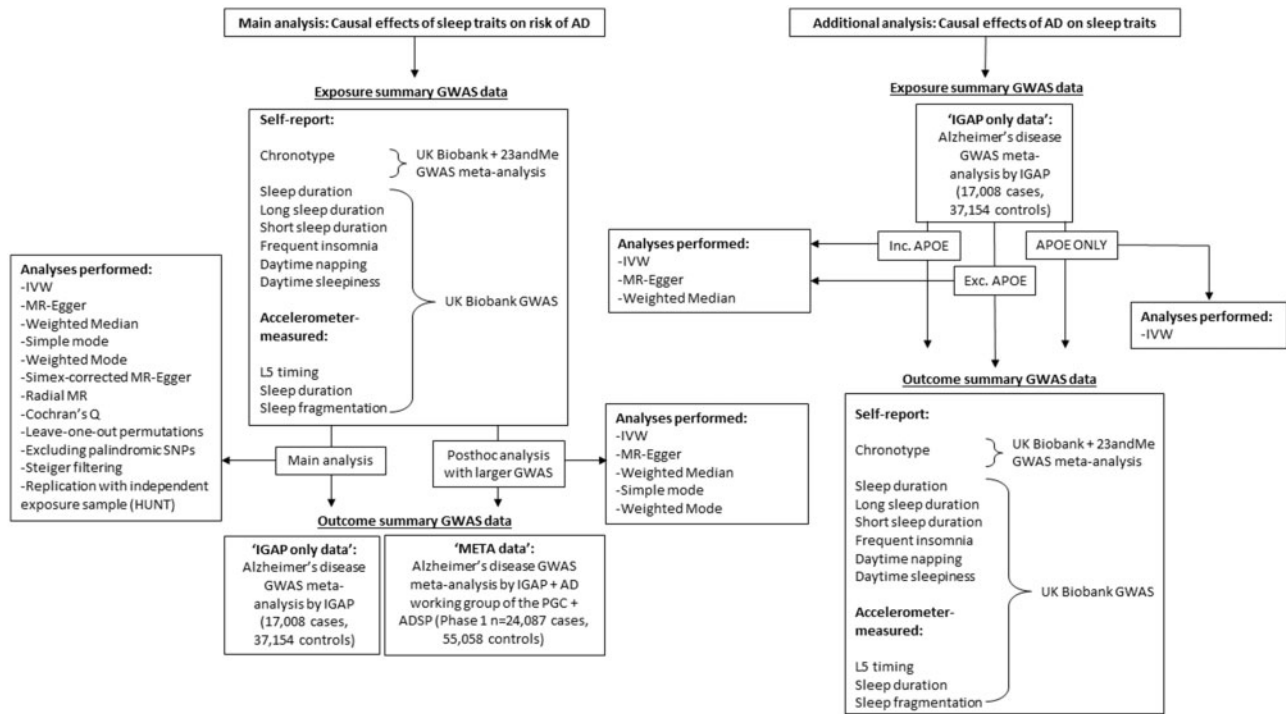 Main analysis: Causal effects of sleep traits on risk of AD
Exposure summary GWAS data
Self-report:
Chronotype
UK Biobank + 23andMe
GWAS meta-analysis
Sleep duration
Long sleep duration
Short sleep duration
Frequent insomnia
Daytime napping
Daytime sleepiness
UK Biobank GWAS
Accelerometer-
measured:
L5 timing
Sleep duration
Sleep fragmentation
Analyses performed:
-IVW
-MR-Egger
-Weighted Median
-Simple mode
-Weighted Mode
-Simex-corrected MR-Egger
-Radial MR
-Cochran's Q
-Leave-one-out permutations
-Excluding palindromic SNPs
-Steiger filtering
-Replication with independent
exposure sample (HUNT)
Main analysis
Posthoc analysis
with larger GWAS
Analyses performed:
-IVW
-MR-Egger
-Weighted Median
-Simple mode
-Weighted Mode
Outcome summary GWAS data
'IGAP only data':
Alzheimer's disease
GWAS meta-
analysis by IGAP
(17,008 cases,
37,154 controls)
'META data':
Alzheimer's disease GWAS
meta-analysis by IGAP + AD
working group of the PGC +
ADSP (Phase 1 n=24,087 cases,
55,058 controls)
Additional analysis: Causal effects of AD on sleep traits
Exposure summary GWAS data
'IGAP only data':
Alzheimer's disease
GWAS meta-
analysis by IGAP
(17,008 cases,
37,154 controls)
Inc. APOE
Exc. APOE
APOE ONLY
Analyses performed:
-IVW
-MR-Egger
-Weighted Median
Analyses performed:
-IVW
Outcome summary GWAS data
Self-report:
Chronotype
UK Biobank + 23andMe
GWAS meta-analysis
Sleep duration
Long sleep duration
Short sleep duration
Frequent insomnia
Daytime napping
Daytime sleepiness
UK Biobank GWAS
Accelerometer-
measured:
L5 timing
Sleep duration
Sleep fragmentation